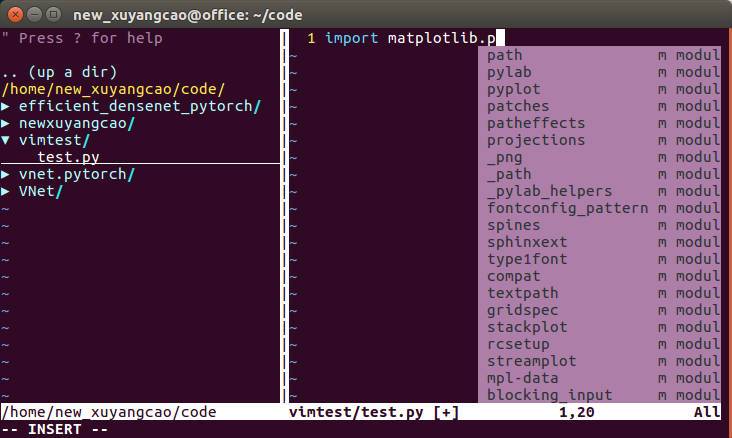 new_xuyangcao@office: ~/code
" Press ? for help
.. (up a dir)
/home/new_xuyangcao/code/
▶ efficient_densenet_pytorch/
▶ newxuyangcao/
▼ vimtest/
test.py
▶ vnet.pytorch/
▶ VNet/
~
~
~
~
~
~
~
~
~
~
~
~
/home/new_xuyangcao/code
1 import matplotlib.p
~ path m modul
~ pylab m modul
~ pyplot m modul
~ patches m modul
~ patheffects m modul
~ projections m modul
~ _png m modul
~ _path m modul
~ _pylab_helpers m modul
~ fontconfig_pattern m modul
~ spines m modul
~ sphinxext m modul
~ type1font m modul
~ compat m modul
~ textpath m modul
~ gridspec m modul
~ stackplot m modul
~ rcsetup m modul
~ streamplot m modul
~ mpl-data m modul
~ blocking_input m modul
vimtest/test.py [+] 1,20 All
-- INSERT --